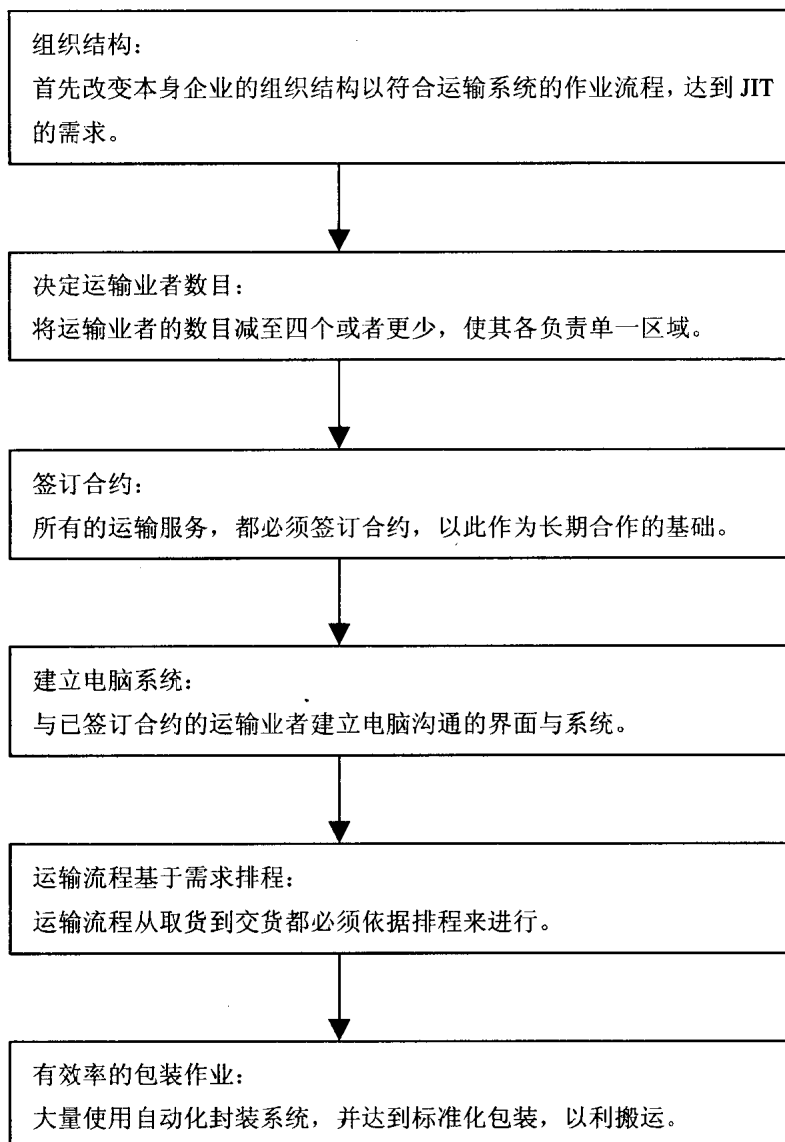 组织结构：
首先改变本身企业的组织结构以符合运输系统的作业流程，达到 JIT
的需求。
决定运输业者数目：
将运输业者的数目减至四个或者更少，使其各负责单一区域。
签订合约：
所有的运输服务，都必须签订合约，以此作为长期合作的基础。
建立电脑系统：
与已签订合约的运输业者建立电脑沟通的界面与系统。
运输流程基于需求排程：
运输流程从取货到交货都必须依据排程来进行。
有效率的包装作业：
大量使用自动化封装系统，并达到标准化包装，以利搬运。